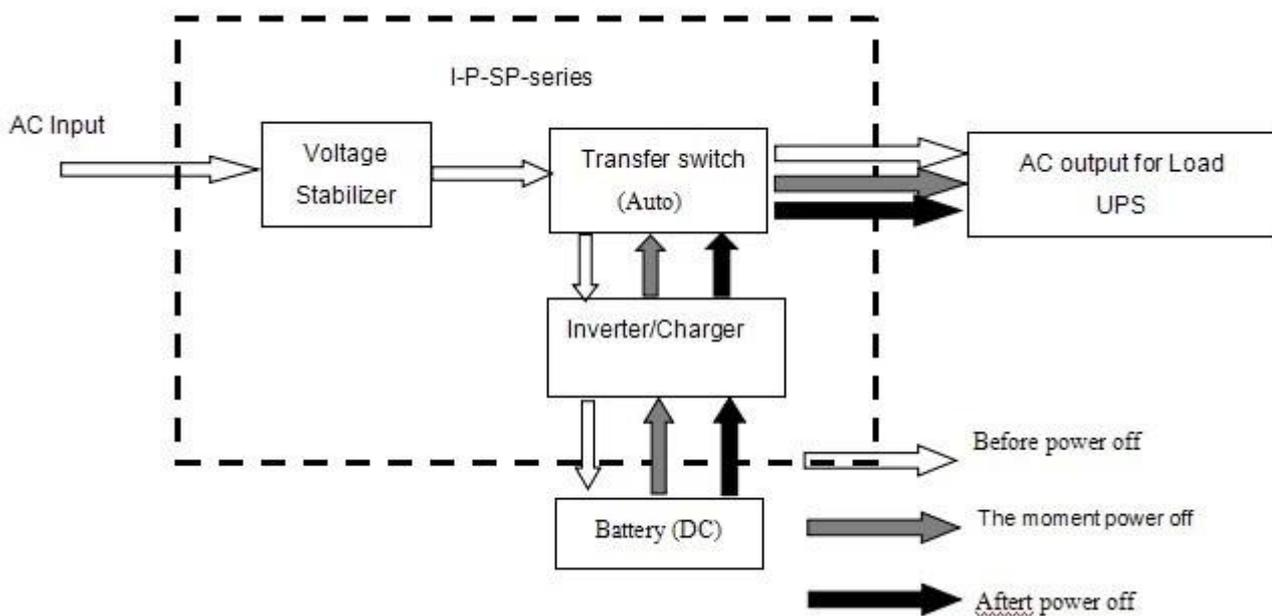 I-P-SP-series
AC Input
Voltage
Stabilizer
Transfer switch
(Auto)
AC output for Load
UPS
Inverter/Charger
Battery (DC)
Before power off
The moment power off
Aftert power off